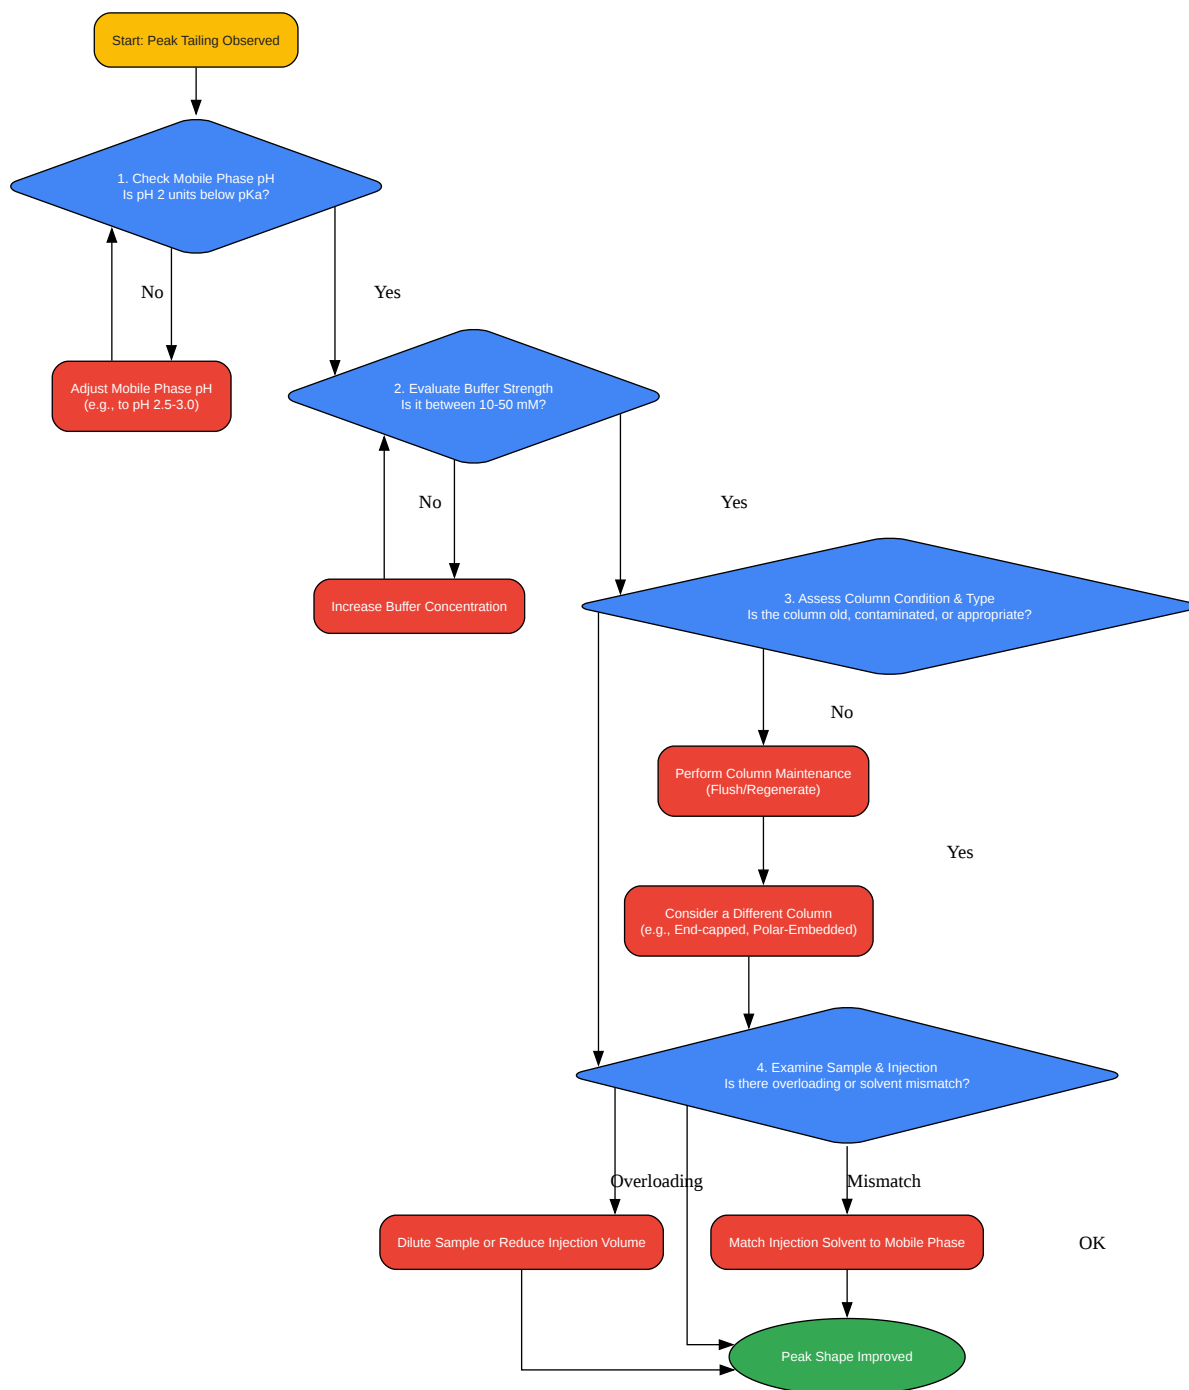 Start: Peak Tailing Observed
1. Check Mobile Phase pH
Is pH 2 units below pKa?
No
Yes
Adjust Mobile Phase pH
(e.g., to pH 2.5-3.0)
2. Evaluate Buffer Strength
Is it between 10-50 mM?
No
Yes
Increase Buffer Concentration
3. Assess Column Condition & Type
Is the column old, contaminated, or appropriate?
No
Perform Column Maintenance
(Flush/Regenerate)
Yes
Consider a Different Column
(e.g., End-capped, Polar-Embedded)
4. Examine Sample & Injection
Is there overloading or solvent mismatch?
Overloading
Mismatch
Dilute Sample or Reduce Injection Volume
Match Injection Solvent to Mobile Phase
OK
Peak Shape Improved